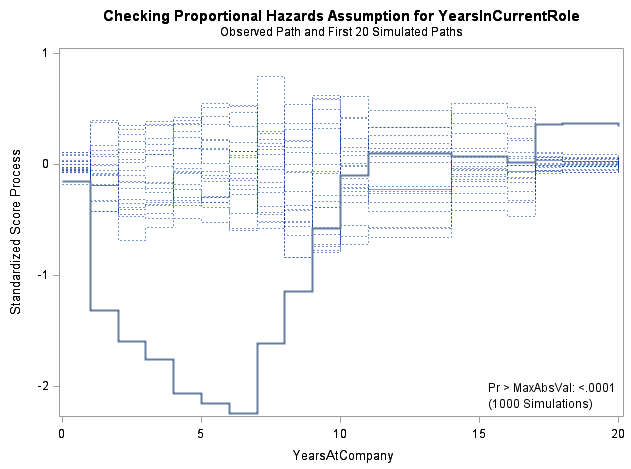 Checking Proportional Hazards Assumption for YearsInCurrentRole
Observed Path and First 20 Simulated Paths
Standardized Score Process
1
0
-1
-2
Pr > MaxAbsVal: <.0001
(1000 Simulations)
0 5 10 15 20
YearsAtCompany